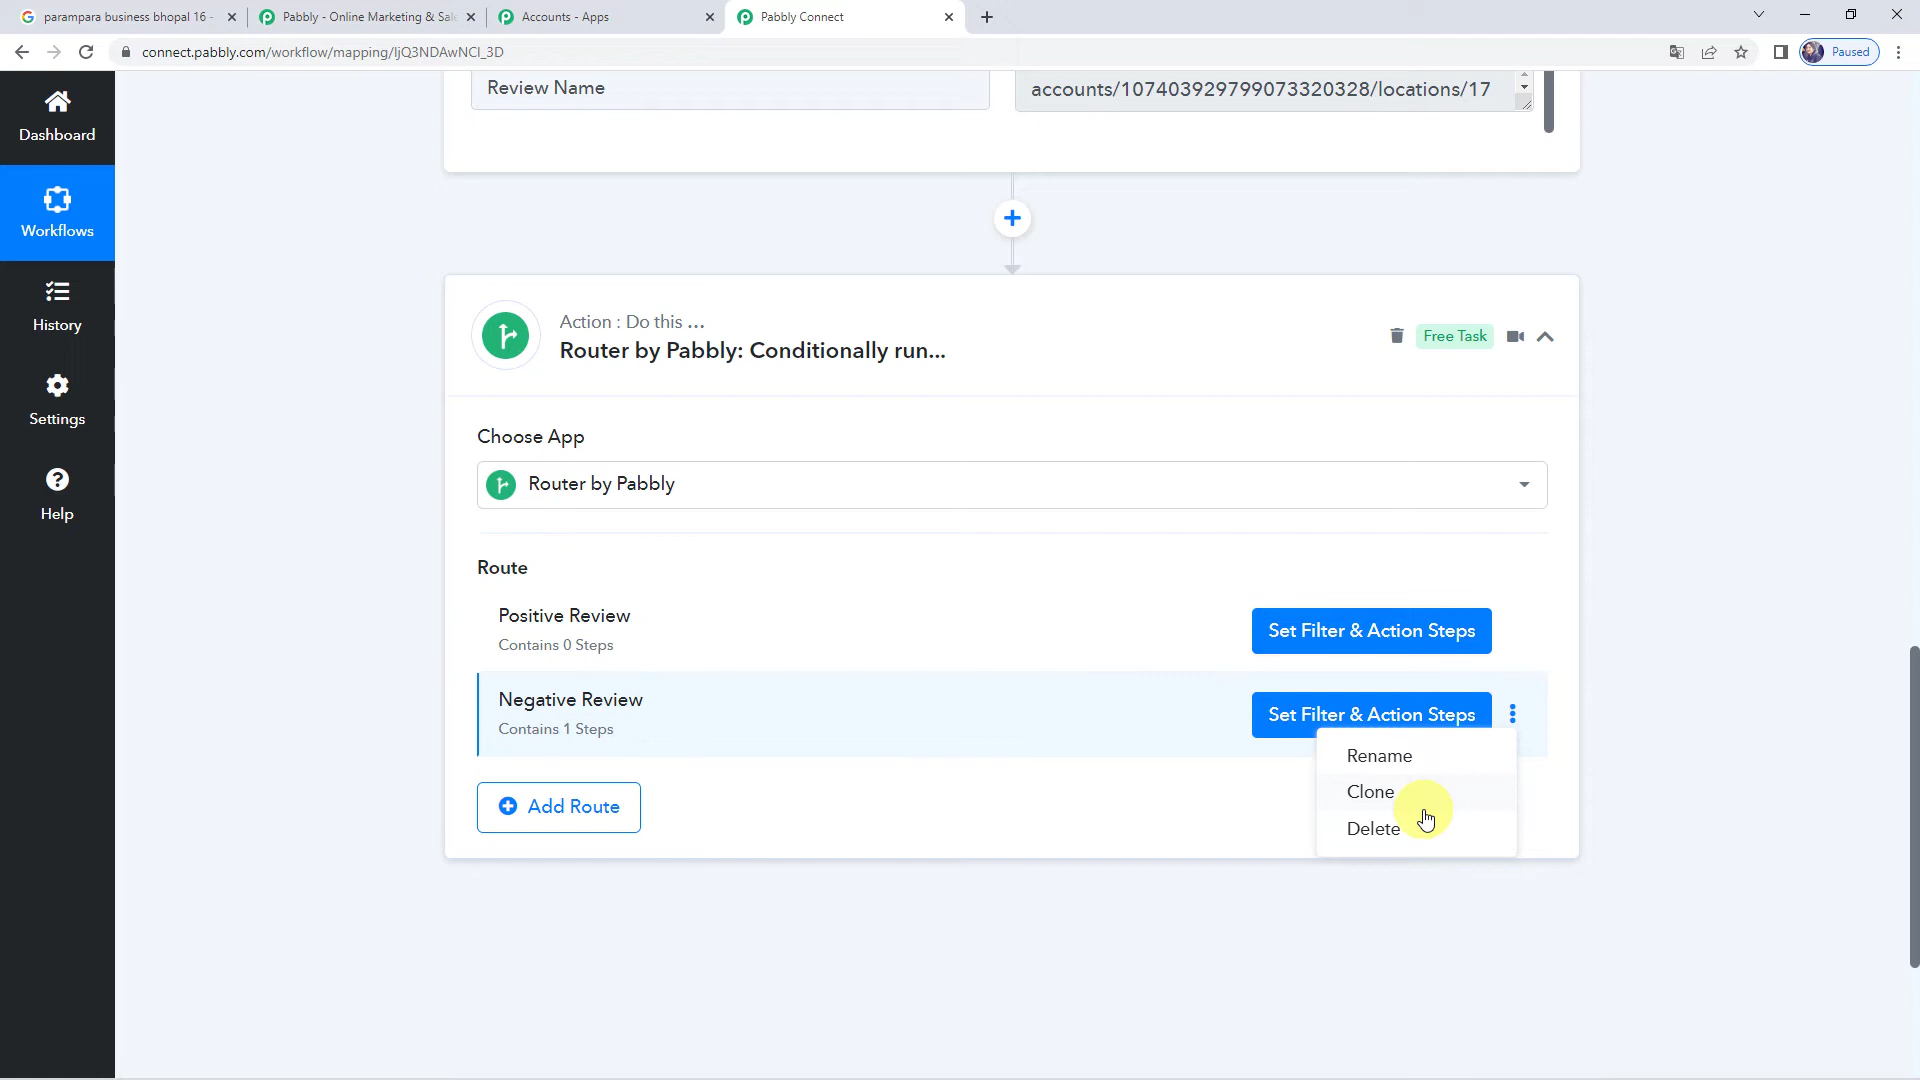 parampara business bhopal 16 -
Pabbly - Online Marketing & Sale
Accounts - Apps
Pabbly Connect
connect.pabbly.com/workflow/mapping/IjQ3NDAwNCI_3D
Paused
Dashboard
Workflows
History
Settings
Help
Review Name
accounts/107403929799073320328/locations/17
Action : Do this ...
Router by Pabbly: Conditionally run...
Free Task
Choose App
Router by Pabbly
Route
Positive Review
Contains 0 Steps
Set Filter & Action Steps
Negative Review
Contains 1 Steps
Set Filter & Action Steps
Rename
Clone
Delete
Add Route